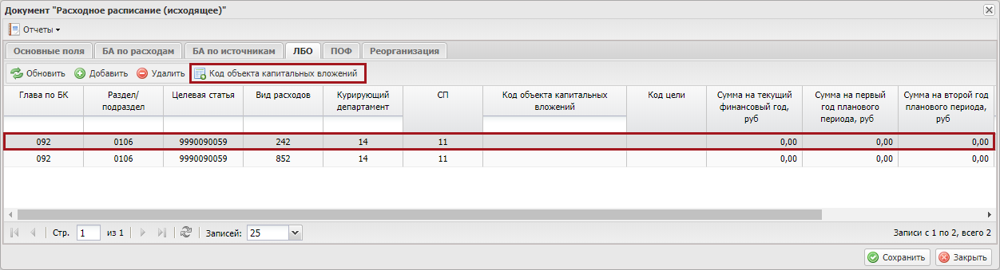 Документ "Расходное расписание (исходящее)"
Отчеты
Основные поля БА по расходам БА по источникам ЛБО ПОФ Реорганизация
Обновить Добавить Удалить Код объекта капитальных вложений
Глава по БК Раздел/ подраздел Целевая статья Вид расходов Курирующий департамент СП Код объекта капитальных вложений Код цели Сумма на текущий финансовый год, руб Сумма на первый год планового периода, руб Сумма на второй год планового периода, руб
092 0106 9990090059 242 14 11 0,00 0,00 0,00
092 0106 9990090059 852 14 11 0,00 0,00 0,00
Стр. 1 из 1 Записей: 25 Записи с 1 по 2, всего 2
Сохранить Закрыть